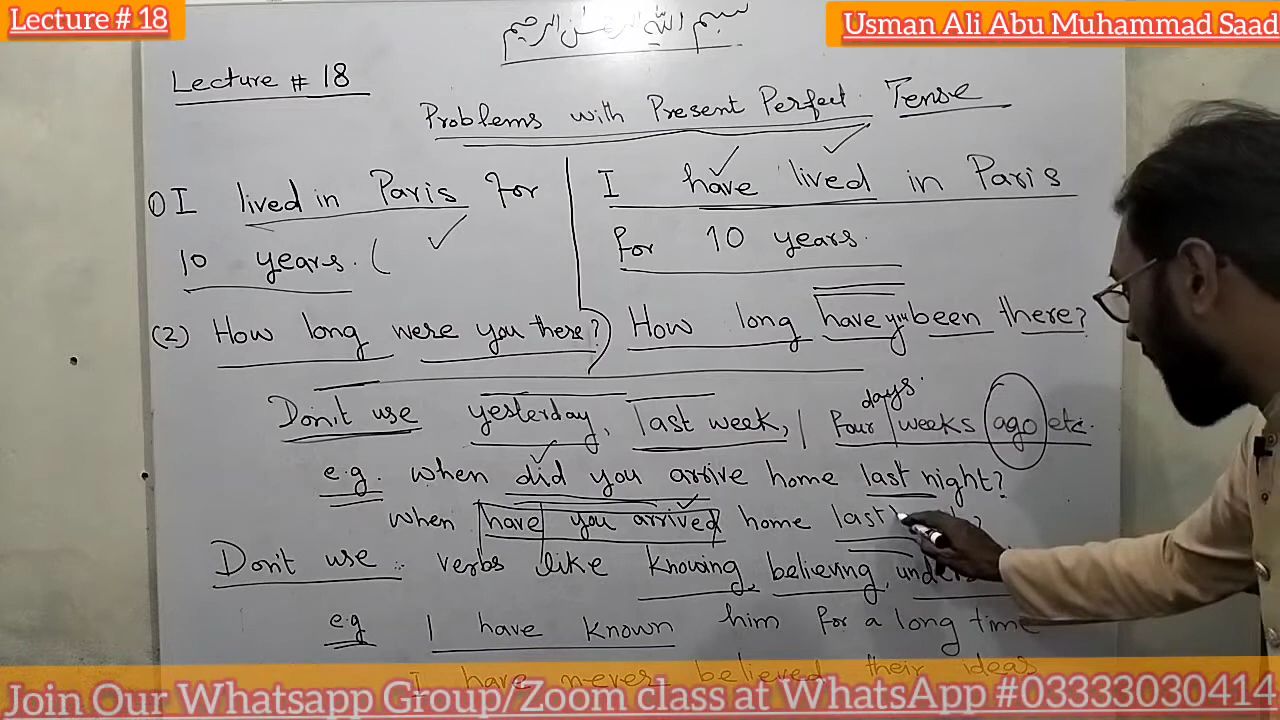 Lecture # 18
Usman Ali Abu Muhammad Saad
بسم الله الرحمٰن الرحیم
Lecture # 18
Problems with Present Perfect Tense
① I lived in Paris for
10 years. (
I have lived in Paris
for 10 years.
(2) How long were you there?
How long have you been there?
Don't use yesterday, last week, | four days | weeks ago etc.
e.g. when did you arrive home last night?
when have you arrived home last ?
Don't use verbs like knowing, believing,
e.g I have known him for a long time
I have never believed their ideas
Join Our Whatsapp Group/Zoom class at WhatsApp #03333030414